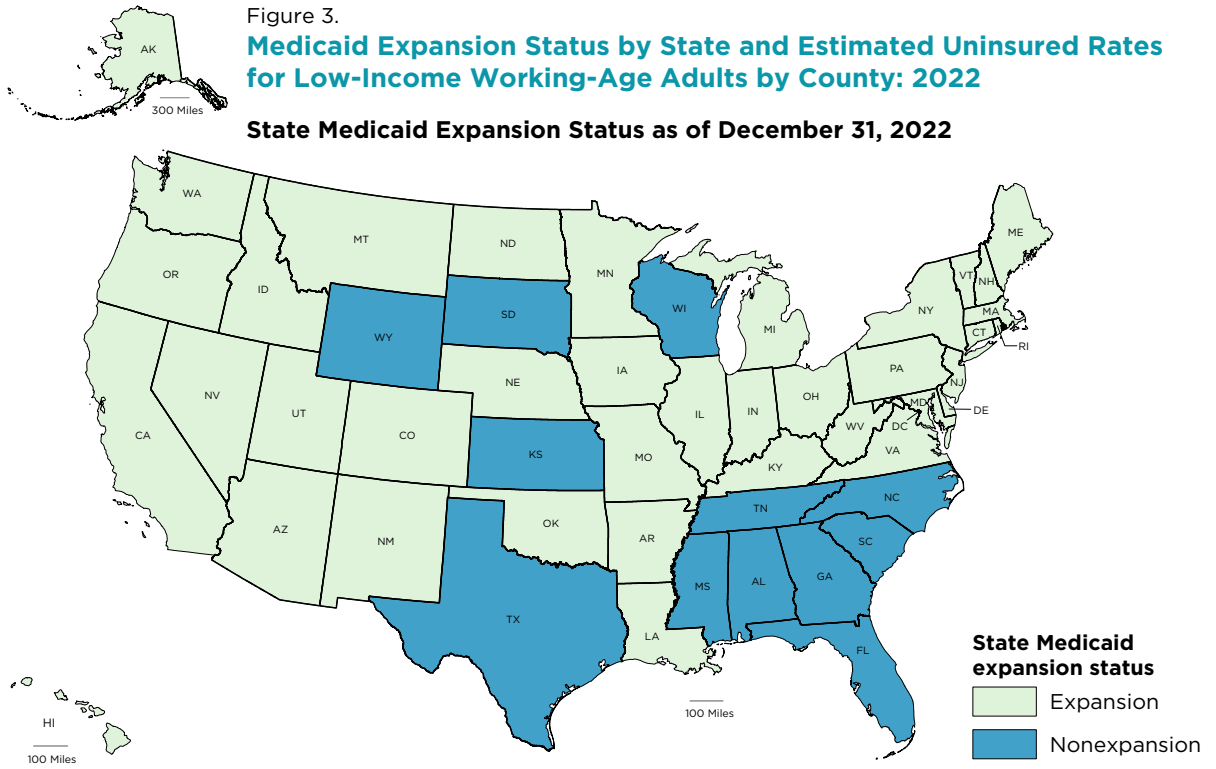 Figure 3.
Medicaid Expansion Status by State and Estimated Uninsured Rates
for Low-Income Working-Age Adults by County: 2022
State Medicaid Expansion Status as of December 31, 2022
AK
300 Miles
WA
MT
ND
MN
ME
OR
ID
SD
WI
VT
NH
NY
MA
CT
RI
MI
WY
IA
NE
PA
NJ
NV
UT
CO
IL
IN
OH
MD
DE
DC
WV
VA
CA
KS
MO
KY
NC
TN
AZ
NM
OK
AR
SC
MS
AL
GA
TX
LA
FL
100 Miles
HI
100 Miles
State Medicaid
expansion status
Expansion
Nonexpansion